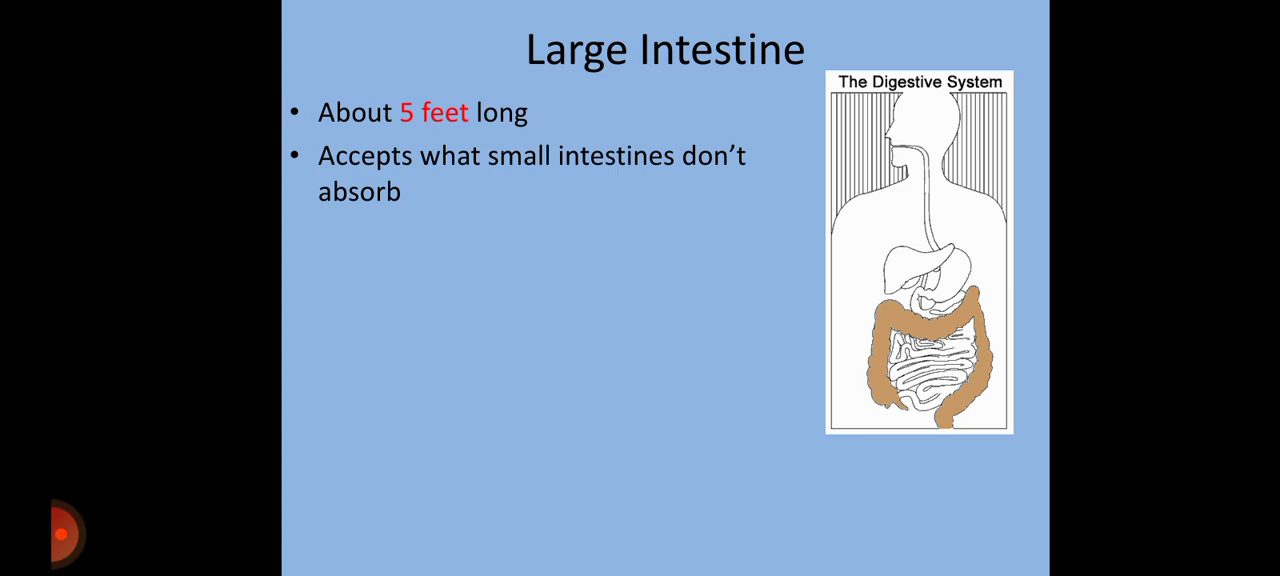 Large Intestine
• About 5 feet long
• Accepts what small intestines don’t
absorb
The Digestive System